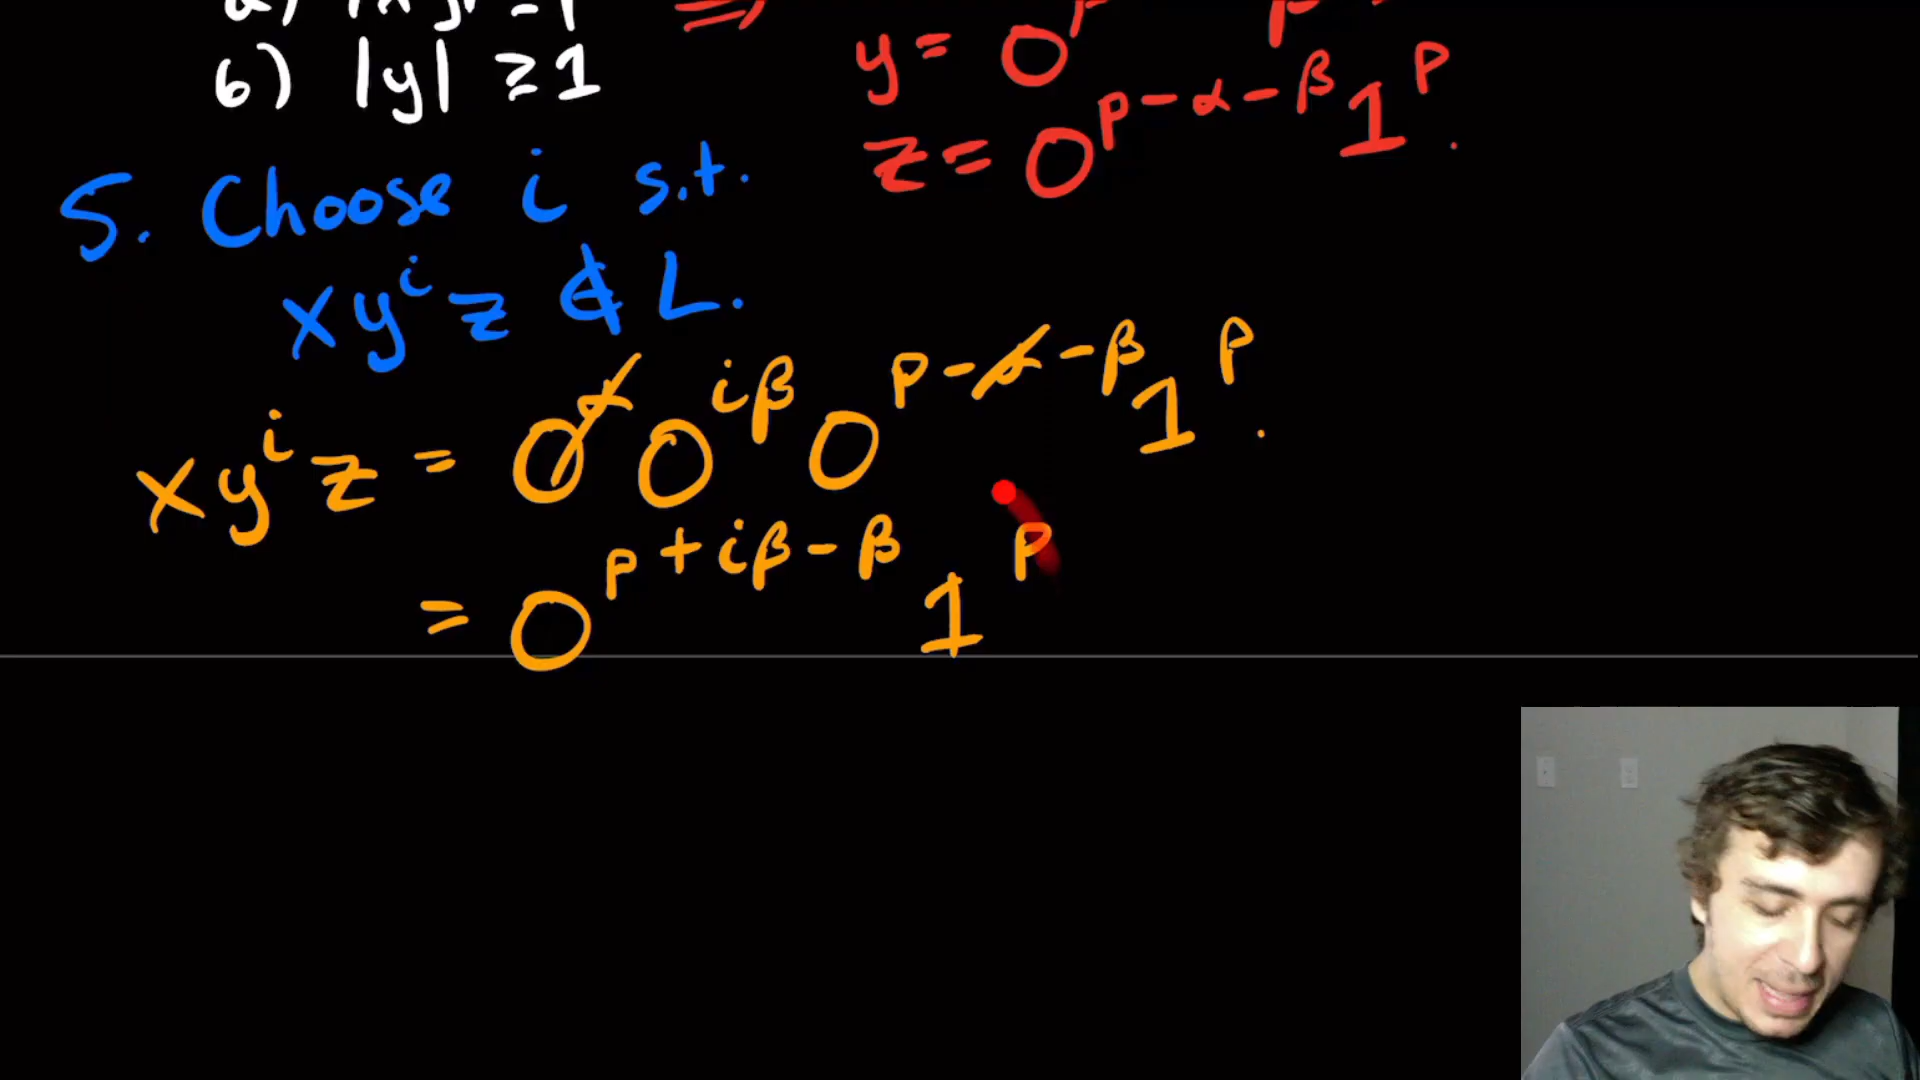 y = 0
6) |y| ≥ 1
z = 0^{p-α-β} 1^p.
5. Choose i s.t.
xy^i z ∉ L.
xy^i z = 0^α 0^{iβ} 0^{p-α-β} 1^p.
= 0^{p+iβ-β} 1^p